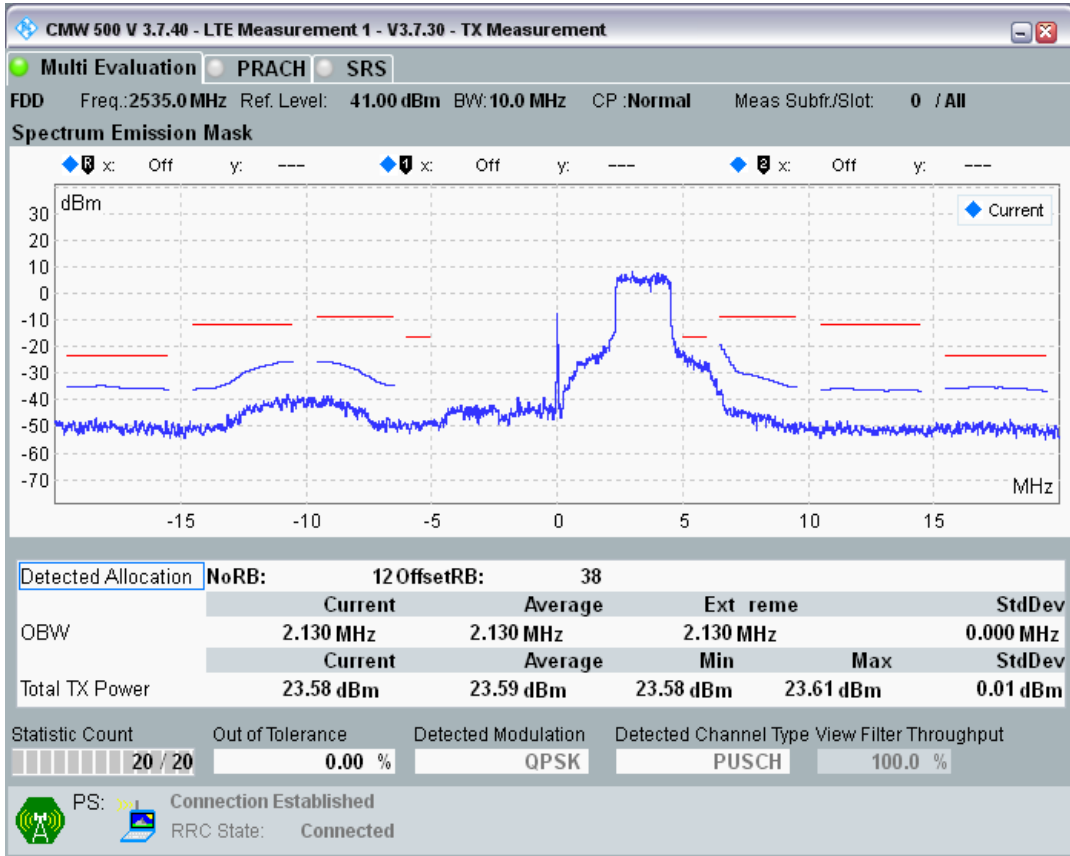 CMW 500 V 3.7.40 - LTE Measurement 1 - V3.7.30 - TX Measurement
Multi Evaluation PRACH SRS
FDD Freq.:2535.0 MHz Ref. Level: 41.00 dBm BW:10.0 MHz CP :Normal Meas Subfr./Slot: 0 / All
Spectrum Emission Mask
R x: Off y: --- 1 x: Off y: --- 2 x: Off y: ---
dBm
Current
30
20
10
0
-10
-20
-30
-40
-50
-60
-70
MHz
-15 -10 -5 0 5 10 15
Detected Allocation NoRB: 12 OffsetRB: 38
Current Average Ext reme StdDev
OBW 2.130 MHz 2.130 MHz 2.130 MHz 0.000 MHz
Current Average Min Max StdDev
Total TX Power 23.58 dBm 23.59 dBm 23.58 dBm 23.61 dBm 0.01 dBm
Statistic Count Out of Tolerance Detected Modulation Detected Channel Type View Filter Throughput
20 / 20 0.00 % QPSK PUSCH 100.0 %
PS: Connection Established
RRC State: Connected